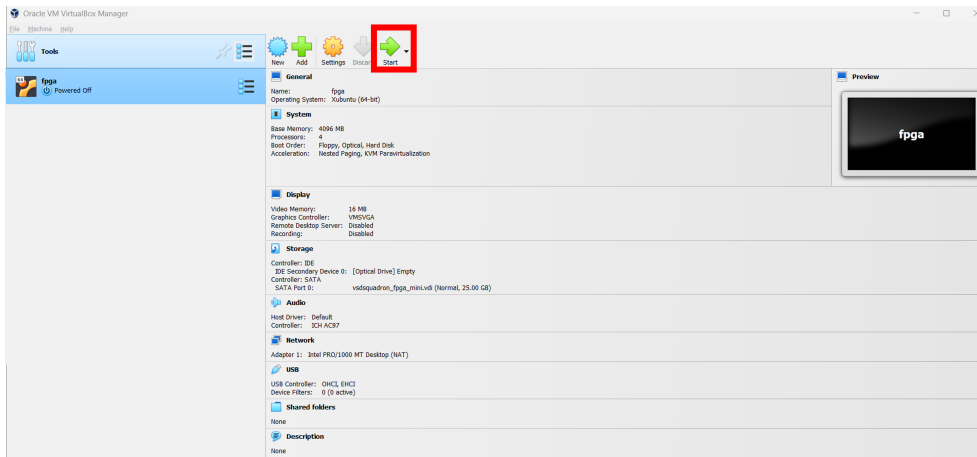 Oracle VM VirtualBox Manager
File Machine Help
Tools
New Add Settings Discard Start
fpga
Powered Off
General
Name: fpga
Operating System: Xubuntu (64-bit)
System
Base Memory: 4096 MB
Processors: 4
Boot Order: Floppy, Optical, Hard Disk
Acceleration: Nested Paging, KVM Paravirtualization
Preview
fpga
Display
Video Memory: 16 MB
Graphics Controller: VMSVGA
Remote Desktop Server: Disabled
Recording: Disabled
Storage
Controller: IDE
IDE Secondary Device 0: [Optical Drive] Empty
Controller: SATA
SATA Port 0: vsdsquadron_fpga_mini.vdi (Normal, 25.00 GB)
Audio
Host Driver: Default
Controller: ICH AC97
Network
Adapter 1: Intel PRO/1000 MT Desktop (NAT)
USB
USB Controller: OHCI, EHCI
Device Filters: 0 (0 active)
Shared folders
None
Description
None